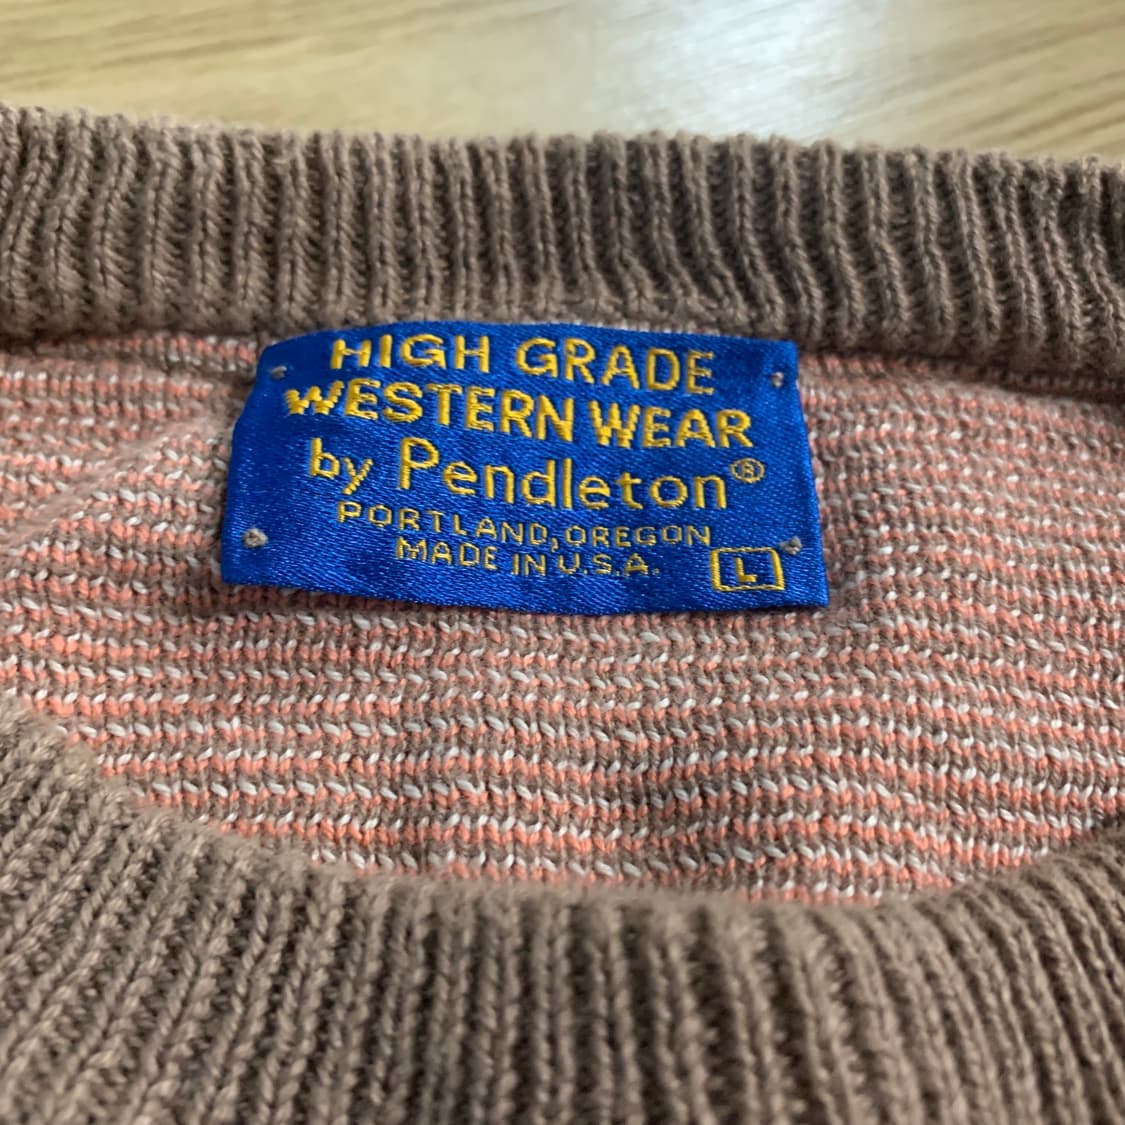 HIGH GRADE
WESTERN WEAR
by Pendleton®
PORTLAND, OREGON
MADE IN U.S.A.
L